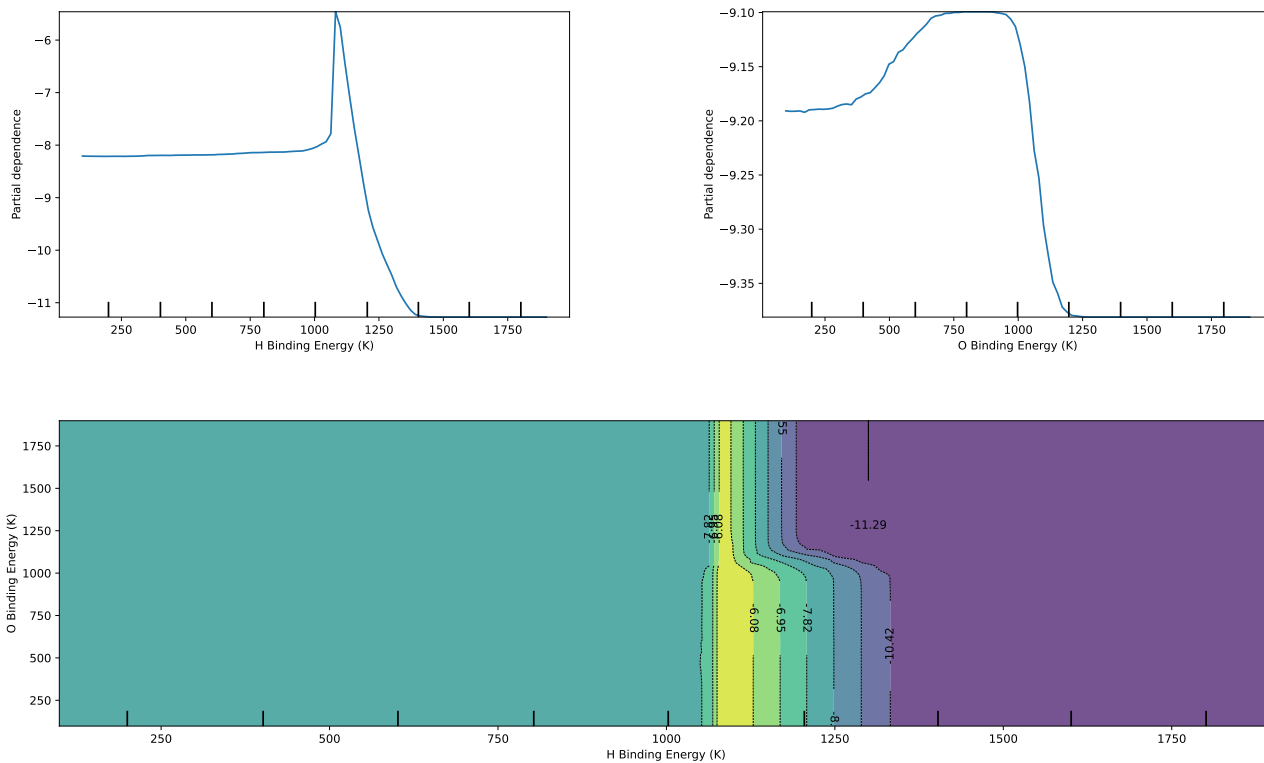 −6
−7
−8
−9
−10
−11
Partial dependence
250 500 750 1000 1250 1500 1750
H Binding Energy (K)
−9.10
−9.15
−9.20
−9.25
−9.30
−9.35
Partial dependence
250 500 750 1000 1250 1500 1750
O Binding Energy (K)
1750
1500
1250
1000
750
500
250
O Binding Energy (K)
-11.29
-6.08
-6.95
-7.82
-10.42
250 500 750 1000 1250 1500 1750
H Binding Energy (K)